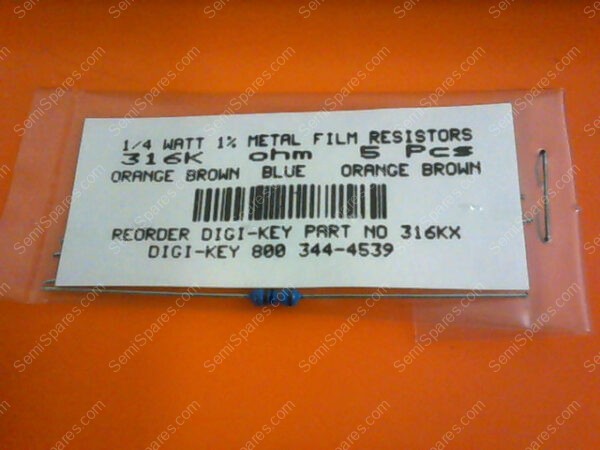 1/4 WATT 1% METAL FILM RESISTORS
316K ohm 5 Pcs
ORANGE BROWN BLUE ORANGE BROWN
REORDER DIGI-KEY PART NO 316KX
DIGI-KEY 800 344-4539
SemiSpares.com